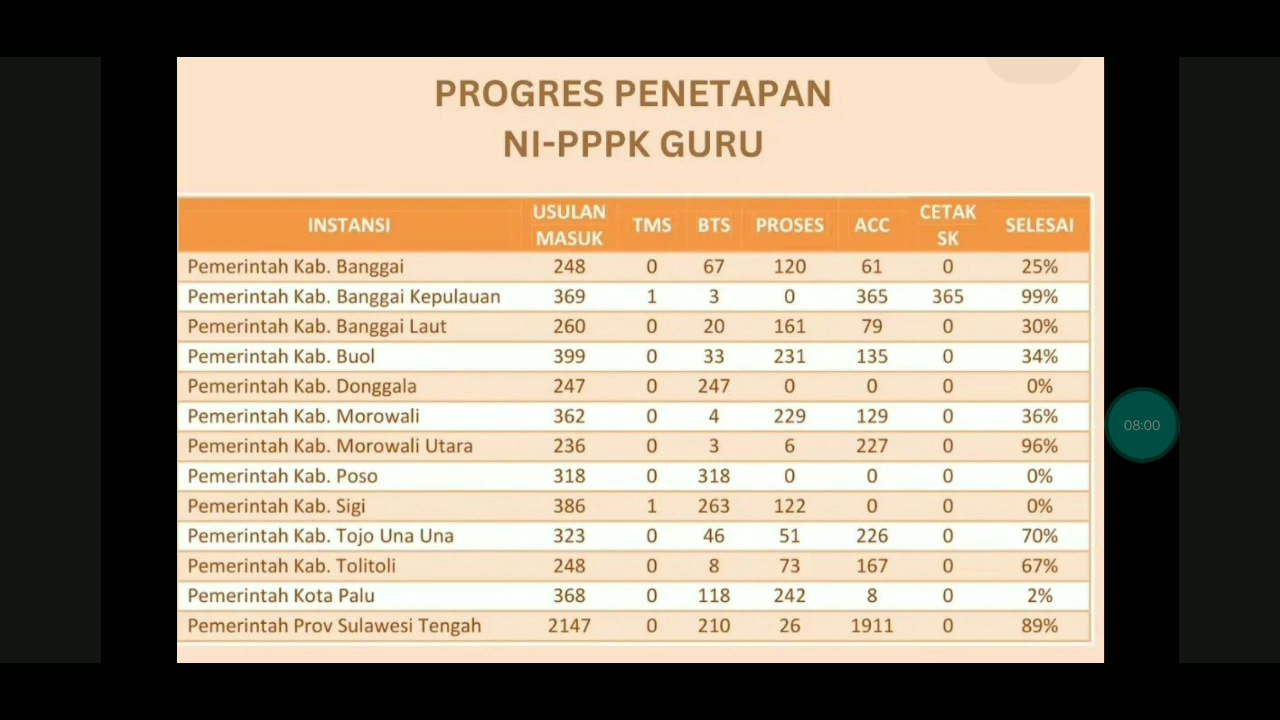 PROGRES PENETAPAN
NI-PPPK GURU
INSTANSI USULAN MASUK TMS BTS PROSES ACC CETAK SK SELESAI
Pemerintah Kab. Banggai 248 0 67 120 61 0 25%
Pemerintah Kab. Banggai Kepulauan 369 1 3 0 365 365 99%
Pemerintah Kab. Banggai Laut 260 0 20 161 79 0 30%
Pemerintah Kab. Buol 399 0 33 231 135 0 34%
Pemerintah Kab. Donggala 247 0 247 0 0 0 0%
Pemerintah Kab. Morowali 362 0 4 229 129 0 36%
Pemerintah Kab. Morowali Utara 236 0 3 6 227 0 96%
Pemerintah Kab. Poso 318 0 318 0 0 0 0%
Pemerintah Kab. Sigi 386 1 263 122 0 0 0%
Pemerintah Kab. Tojo Una Una 323 0 46 51 226 0 70%
Pemerintah Kab. Tolitoli 248 0 8 73 167 0 67%
Pemerintah Kota Palu 368 0 118 242 8 0 2%
Pemerintah Prov Sulawesi Tengah 2147 0 210 26 1911 0 89%
08:00